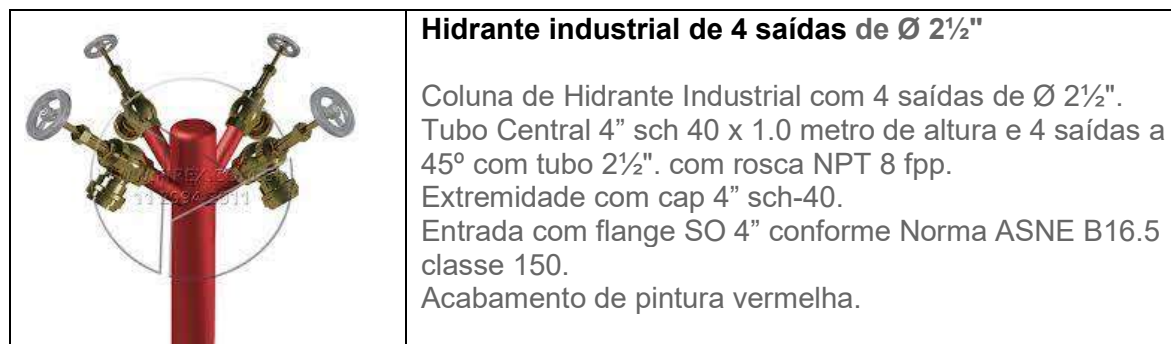 Hidrante industrial de 4 saídas de Ø 2½"
Coluna de Hidrante Industrial com 4 saídas de Ø 2½".
Tubo Central 4” sch 40 x 1.0 metro de altura e 4 saídas a
45º com tubo 2½". com rosca NPT 8 fpp.
Extremidade com cap 4” sch-40.
Entrada com flange SO 4” conforme Norma ASNE B16.5
classe 150.
Acabamento de pintura vermelha.